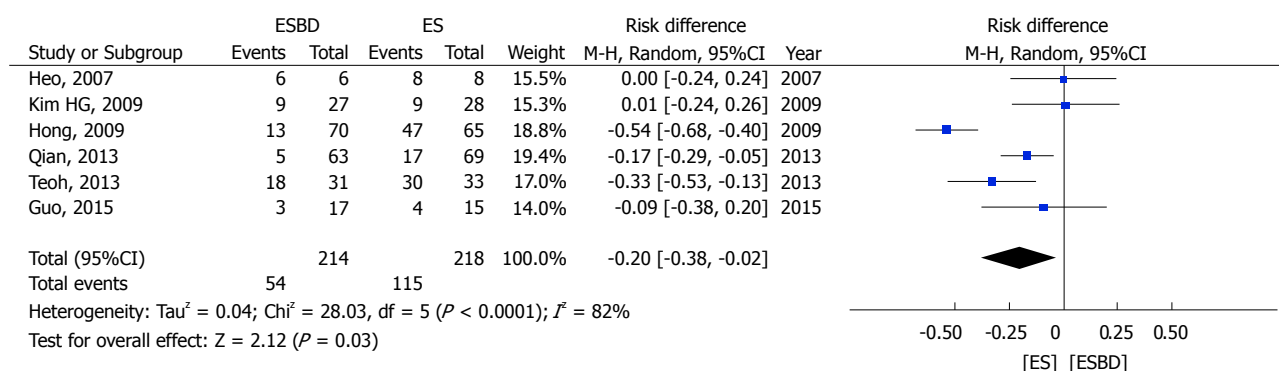 ESBD ES Risk difference Risk difference
Study or Subgroup Events Total Events Total Weight M-H, Random, 95%CI Year M-H, Random, 95%CI
Heo, 2007 6 6 8 8 15.5% 0.00 [-0.24, 0.24] 2007
Kim HG, 2009 9 27 9 28 15.3% 0.01 [-0.24, 0.26] 2009
Hong, 2009 13 70 47 65 18.8% -0.54 [-0.68, -0.40] 2009
Qian, 2013 5 63 17 69 19.4% -0.17 [-0.29, -0.05] 2013
Teoh, 2013 18 31 30 33 17.0% -0.33 [-0.53, -0.13] 2013
Guo, 2015 3 17 4 15 14.0% -0.09 [-0.38, 0.20] 2015
Total (95%CI) 214 218 100.0% -0.20 [-0.38, -0.02]
Total events 54 115
Heterogeneity: Tau^z = 0.04; Chi^z = 28.03, df = 5 (P < 0.0001); I^z = 82%
Test for overall effect: Z = 2.12 (P = 0.03)
-0.50 -0.25 0 0.25 0.50
[ES] [ESBD]